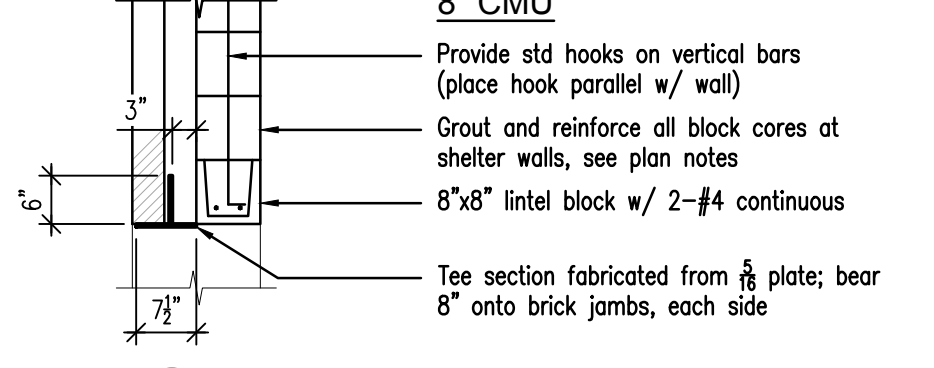 8" CMU
Provide std hooks on vertical bars
(place hook parallel w/ wall)
3"
Grout and reinforce all block cores at
shelter walls, see plan notes
6"
8"x8" lintel block w/ 2-#4 continuous
Tee section fabricated from 5/16 plate; bear
8" onto brick jambs, each side
7 1/2"